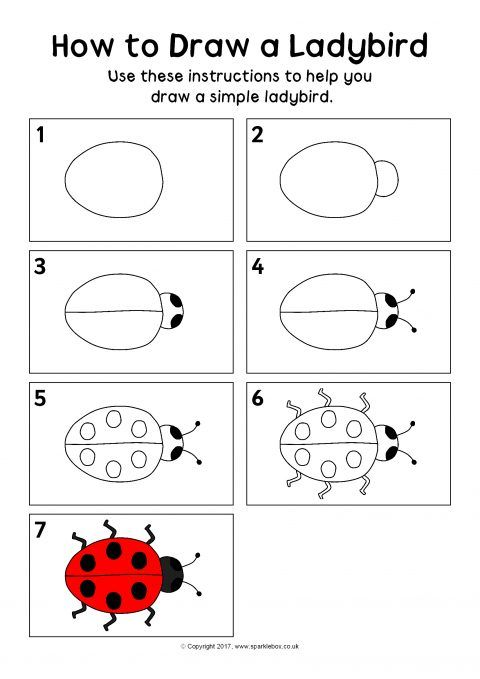 How to Draw a Ladybird
Use these instructions to help you
draw a simple ladybird.
1
2
3
4
5
6
7
© Copyright 2017, www.sparklebox.co.uk